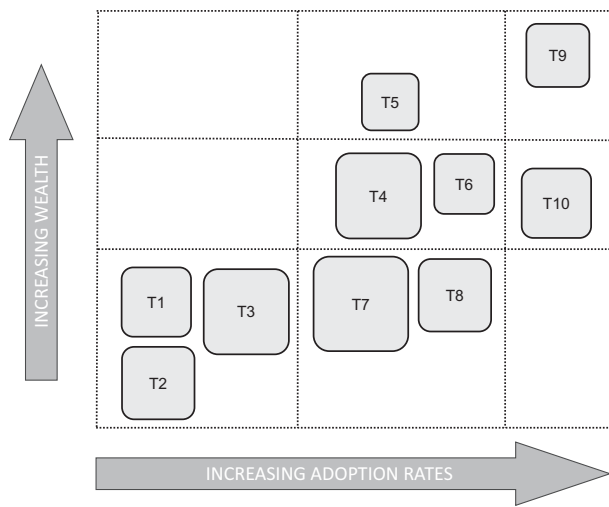 T9
T5
T4
T6
T10
T1
T3
T7
T8
T2
INCREASING WEALTH
INCREASING ADOPTION RATES